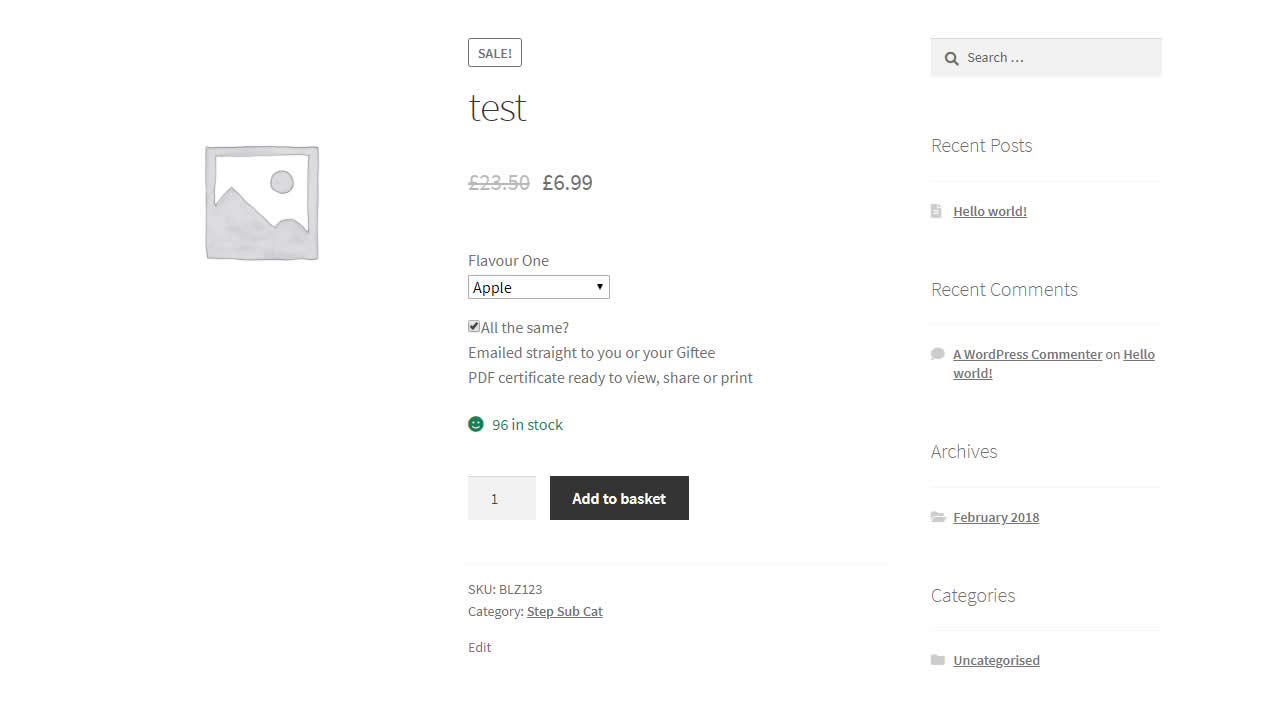 SALE!
test
£23.50 £6.99
Flavour One
Apple
All the same?
Emailed straight to you or your Giftee
PDF certificate ready to view, share or print
96 in stock
1 Add to basket
SKU: BLZ123
Category: Step Sub Cat
Edit
Search …
Recent Posts
Hello world!
Recent Comments
A WordPress Commenter on Hello
world!
Archives
February 2018
Categories
Uncategorised